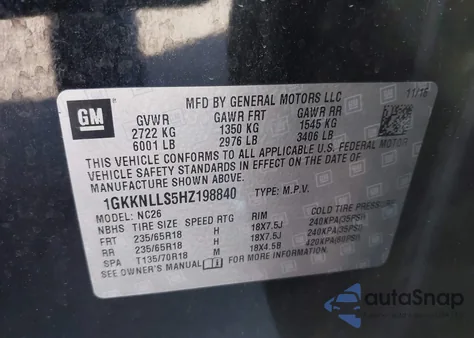 GM
MFD BY GENERAL MOTORS LLC
11/16
GVWR GAWR FRT GAWR RR
2722 KG 1350 KG 1545 KG
6001 LB 2976 LB 3406 LB
THIS VEHICLE CONFORMS TO ALL APPLICABLE U.S. FEDERAL MOTOR
VEHICLE SAFETY STANDARDS IN EFFECT ON THE DATE OF
MANUFACTURE SHOWN ABOVE.
1GKKNLLS5HZ198840 TYPE: M.P.V.
MODEL: NC26
NBHS TIRE SIZE SPEED RTG RIM COLD TIRE PRESSURE
FRT 235/65R18 H 18X7.5J 240KPA(35PSI)
RR 235/65R18 H 18X7.5J 240KPA(35PSI)
SPA T135/70R18 M 18X4.5B 420KPA(60PSI)
SEE OWNER'S MANUAL
autoSnap